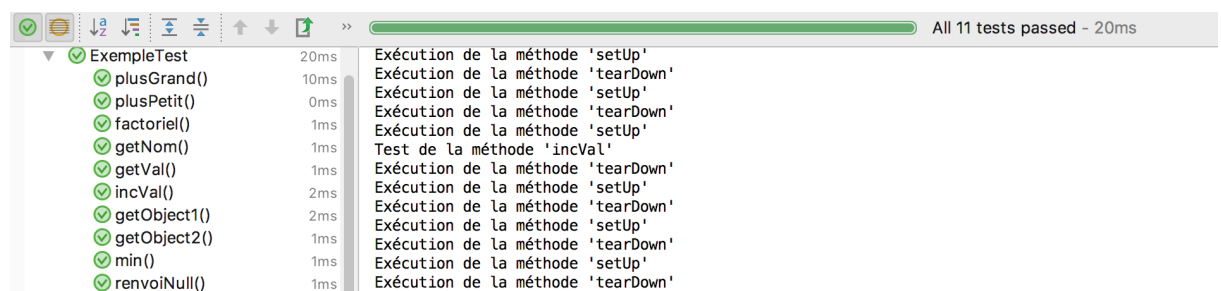 >> All 11 tests passed - 20ms
ExempleTest 20ms
plusGrand() 10ms
plusPetit() 0ms
factoriel() 1ms
getNom() 1ms
getVal() 1ms
incVal() 2ms
getObject1() 2ms
getObject2() 1ms
min() 1ms
renvoiNull() 1ms
Exécution de la méthode 'setUp'
Exécution de la méthode 'tearDown'
Exécution de la méthode 'setUp'
Exécution de la méthode 'tearDown'
Exécution de la méthode 'setUp'
Test de la méthode 'incVal'
Exécution de la méthode 'tearDown'
Exécution de la méthode 'setUp'
Exécution de la méthode 'tearDown'
Exécution de la méthode 'setUp'
Exécution de la méthode 'tearDown'
Exécution de la méthode 'setUp'
Exécution de la méthode 'tearDown'